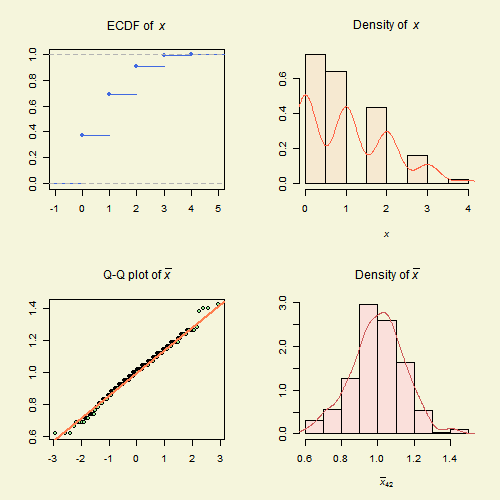 ECDF of x
Density of x
0.0 0.2 0.4 0.6 0.8 1.0
-1 0 1 2 3 4 5
0.0 0.2 0.4 0.6
0 1 2 3 4
x
Q-Q plot of x̅
Density of x̅
0.6 0.8 1.0 1.2 1.4
-3 -2 -1 0 1 2 3
0.0 1.0 2.0 3.0
0.6 0.8 1.0 1.2 1.4
x̅42